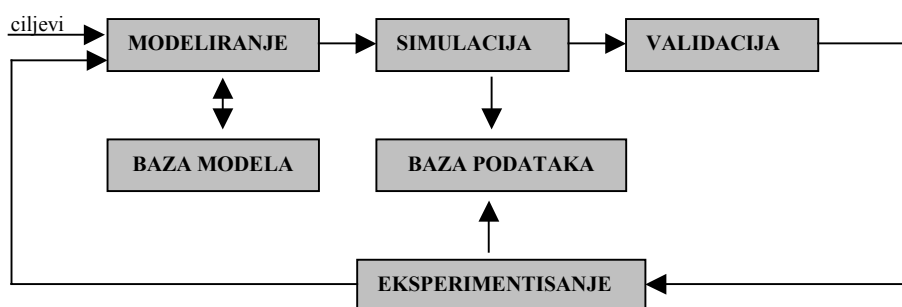 ciljevi
MODELIRANJE
SIMULACIJA
VALIDACIJA
BAZA MODELA
BAZA PODATAKA
EKSPERIMENTISANJE